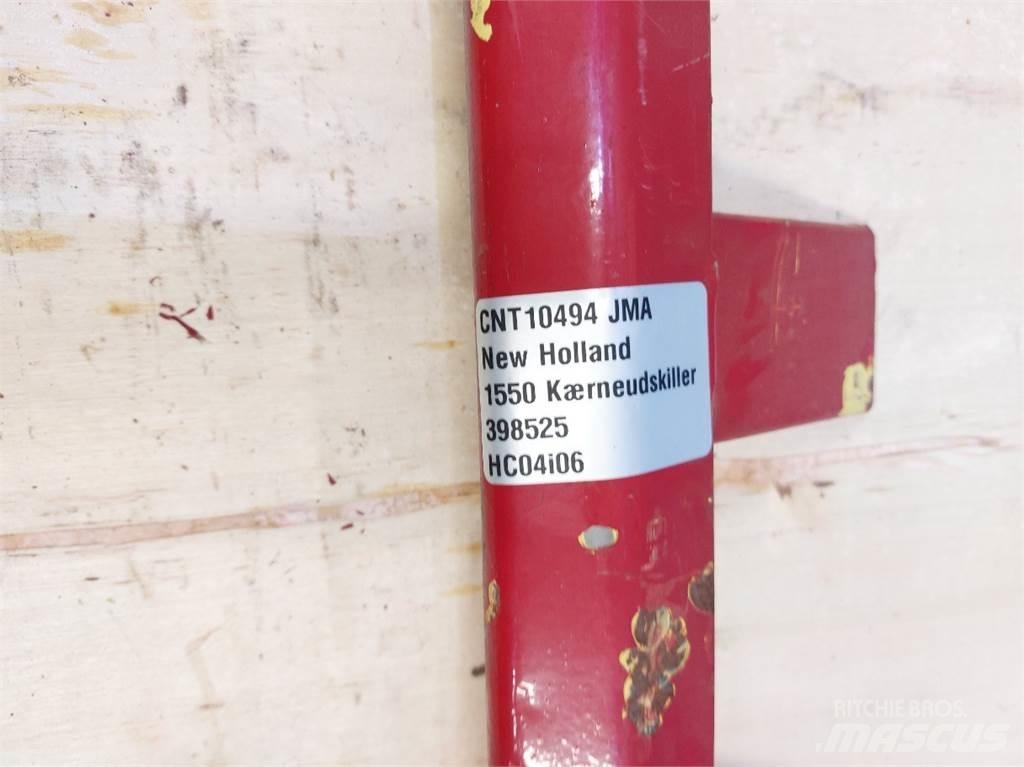 CNT10494 JMA
New Holland
1550 Kærneudskiller
398525
HC04i06
RITCHIE BROS.
MASCUS